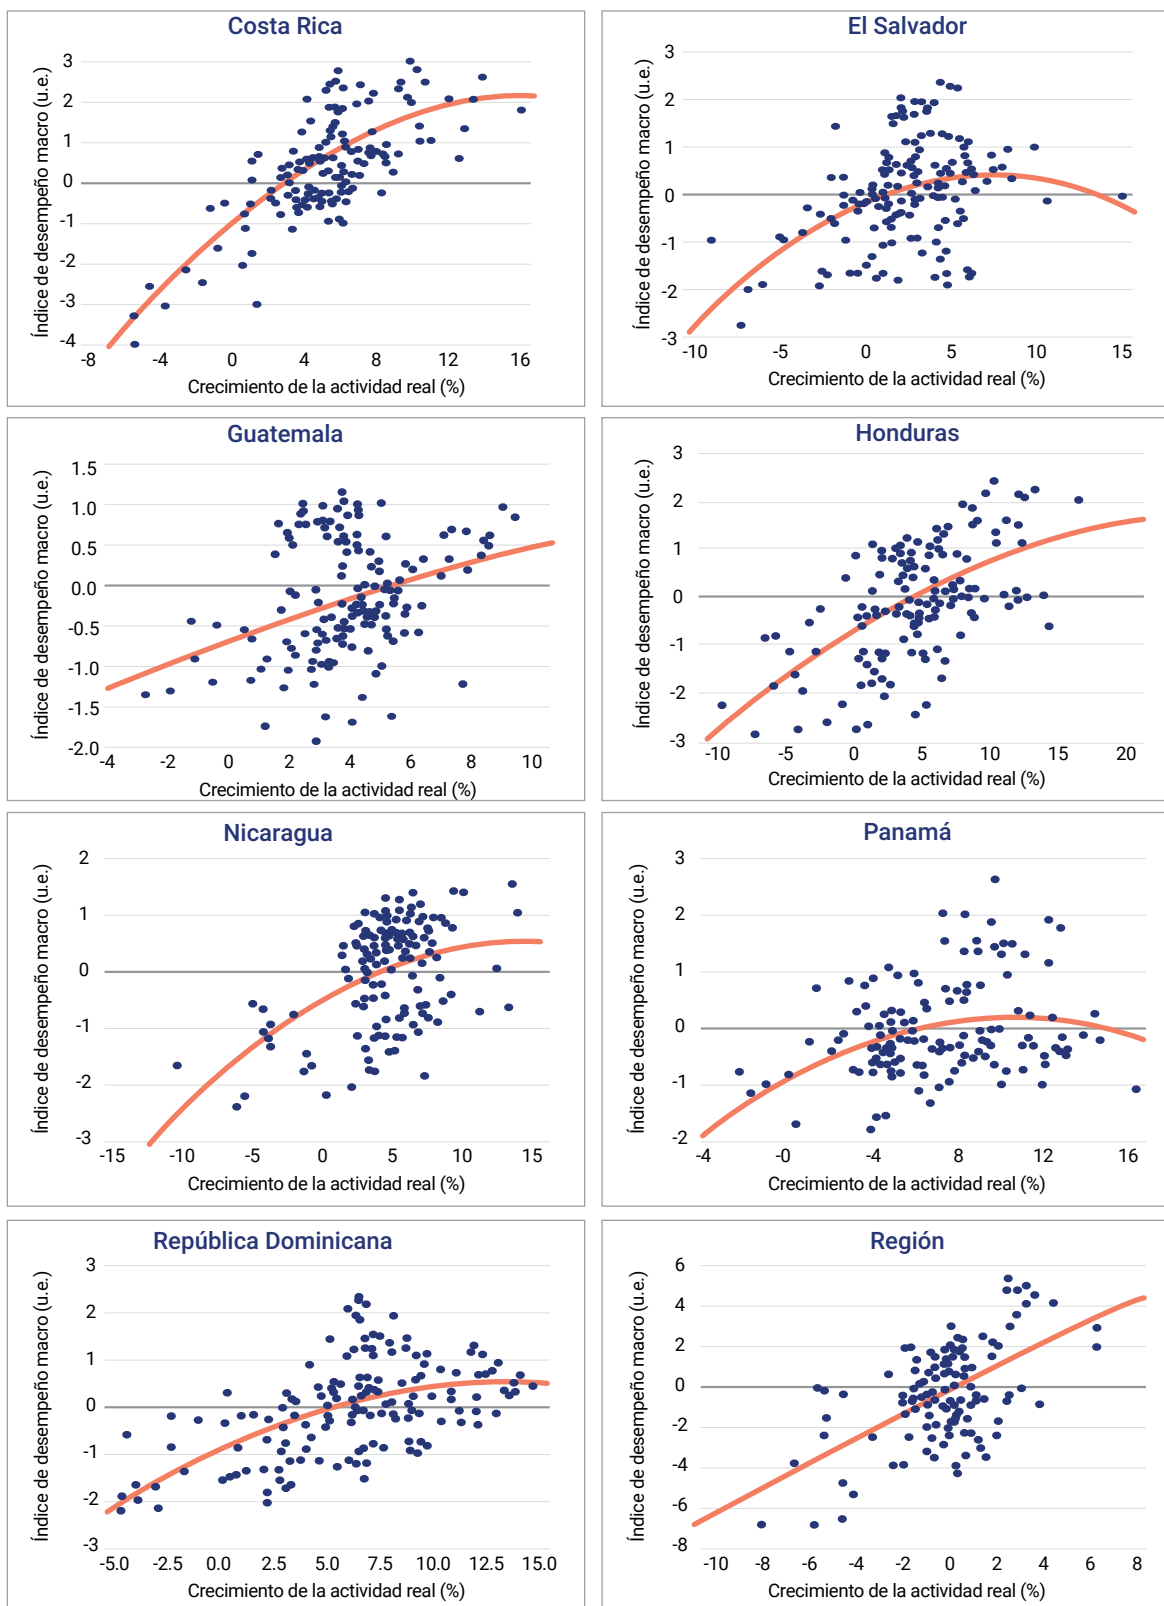 Costa Rica
Índice de desempeño macro (u.e.)
3
2
1
0
-1
-2
-3
-4
-8 -4 0 4 8 12 16
Crecimiento de la actividad real (%)
El Salvador
Índice de desempeño macro (u.e.)
3
2
1
0
-1
-2
-3
-10 -5 0 5 10 15
Crecimiento de la actividad real (%)
Guatemala
Índice de desempeño macro (u.e.)
1.5
1.0
0.5
0.0
-0.5
-1.0
-1.5
-2.0
-4 -2 0 2 4 6 8 10
Crecimiento de la actividad real (%)
Honduras
Índice de desempeño macro (u.e.)
3
2
1
0
-1
-2
-3
-10 -5 0 5 10 15 20
Crecimiento de la actividad real (%)
Nicaragua
Índice de desempeño macro (u.e.)
2
1
0
-1
-2
-3
-15 -10 -5 0 5 10 15
Crecimiento de la actividad real (%)
Panamá
Índice de desempeño macro (u.e.)
3
2
1
0
-1
-2
-4 -0 -4 8 12 16
Crecimiento de la actividad real (%)
República Dominicana
Índice de desempeño macro (u.e.)
3
2
1
0
-1
-2
-3
-5.0 -2.5 0.0 2.5 5.0 7.5 10.0 12.5 15.0
Crecimiento de la actividad real (%)
Región
Índice de desempeño macro (u.e.)
6
4
2
0
-2
-4
-6
-8
-10 -8 -6 -4 -2 0 2 4 6 8
Crecimiento de la actividad real (%)